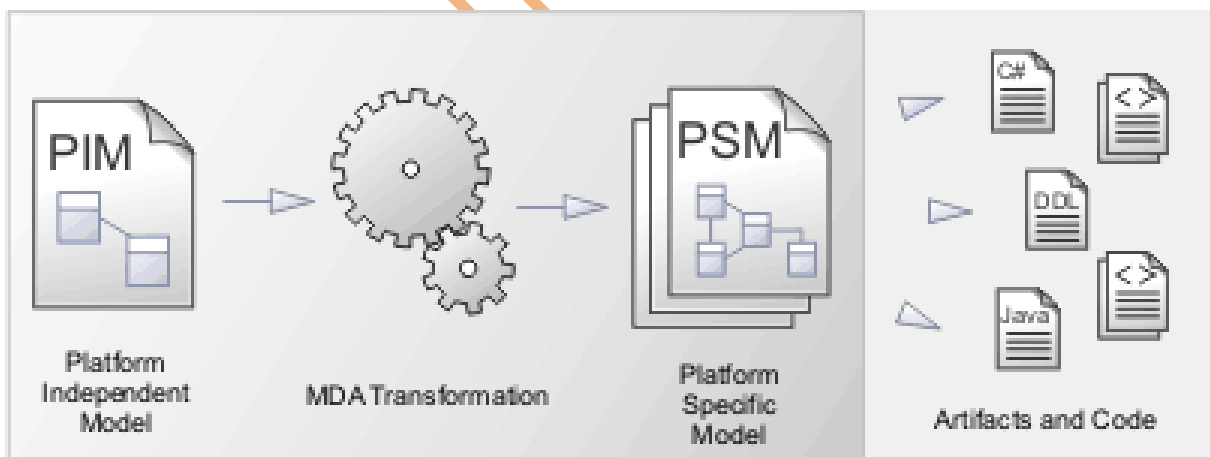 PIM
Platform
Independent
Model
MDA Transformation
PSM
Platform
Specific
Model
C#
<>
DDL
<>
Java
Artifacts and Code